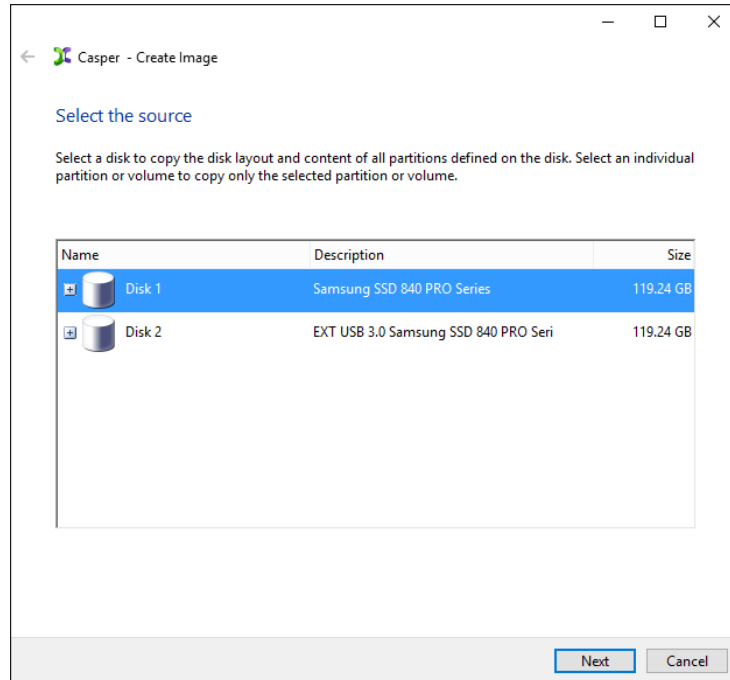 Casper - Create Image
Select the source
Select a disk to copy the disk layout and content of all partitions defined on the disk. Select an individual
partition or volume to copy only the selected partition or volume.
Name Description Size
Disk 1 Samsung SSD 840 PRO Series 119.24 GB
Disk 2 EXT USB 3.0 Samsung SSD 840 PRO Seri 119.24 GB
Next Cancel